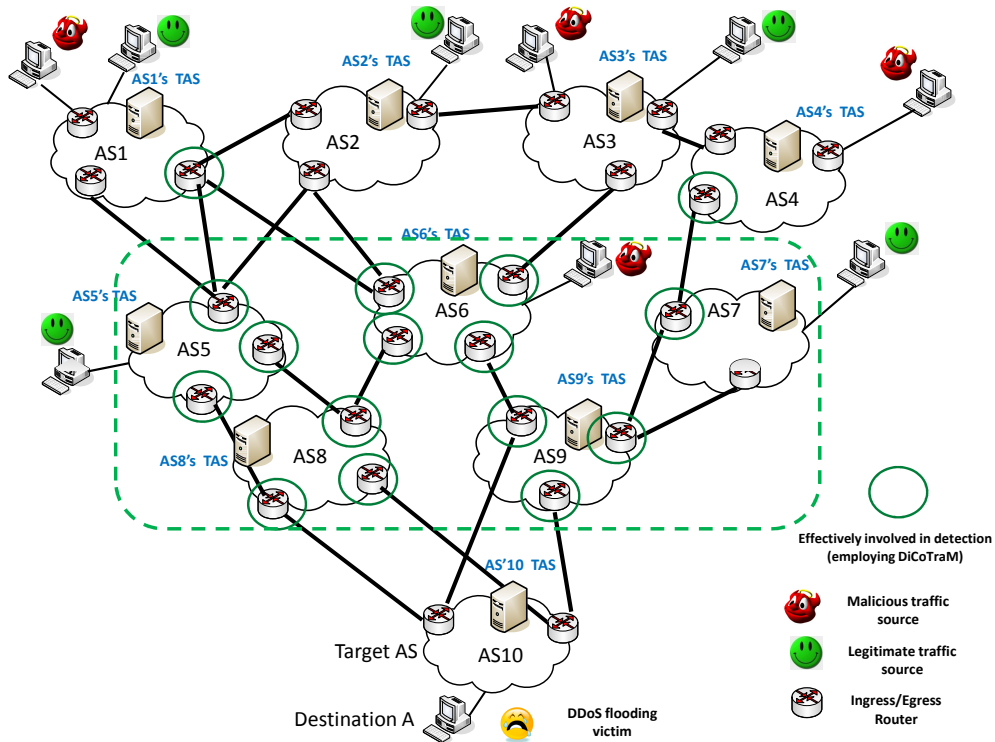 AS1's TAS
AS2's TAS
AS3's TAS
AS4's TAS
AS1
AS2
AS3
AS4
AS6's TAS
AS7's TAS
AS5's TAS
AS6
AS7
AS5
AS9's TAS
AS8's TAS
AS8
AS9
Effectively involved in detection
(employing DiCoTraM)
AS'10 TAS
Malicious traffic
source
Target AS
AS10
Legitimate traffic
source
Destination A
DDoS flooding
victim
Ingress/Egress
Router